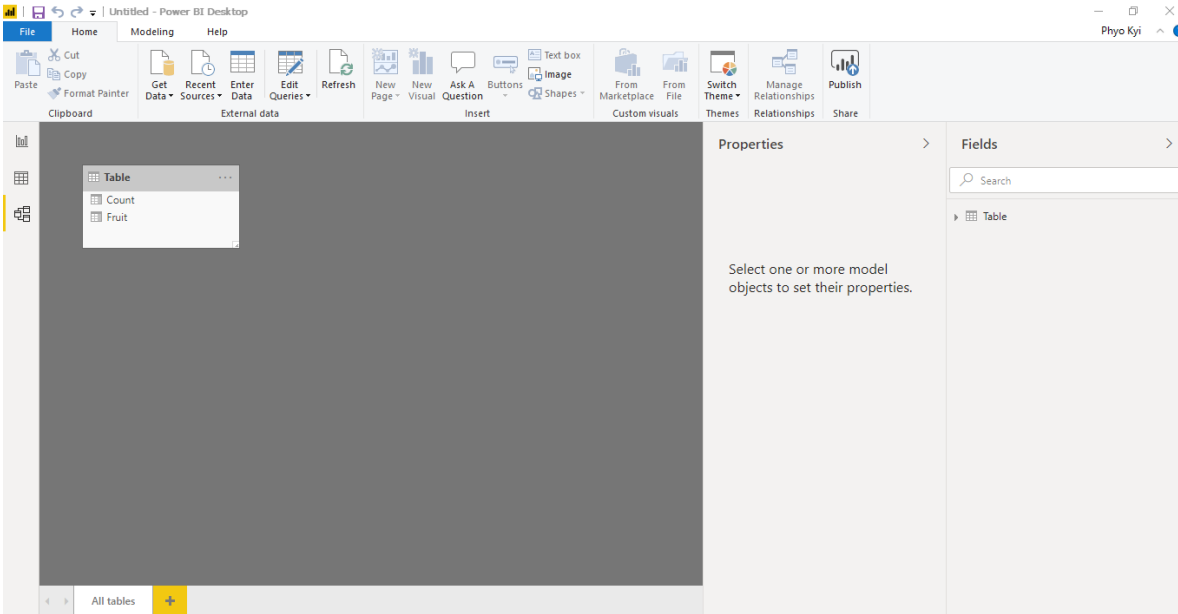 Untitled - Power BI Desktop
File Home Modeling Help Phyo Kyi
Paste
Cut
Copy
Format Painter
Clipboard
Get Data
Recent Sources
Enter Data
Edit Queries
Refresh
External data
New Page
New Visual
Ask A Question
Buttons
Text box
Image
Shapes
Insert
From Marketplace
From File
Custom visuals
Switch Theme
Themes
Manage Relationships
Relationships
Publish
Share
Table ...
Count
Fruit
Properties
Select one or more model
objects to set their properties.
Fields
Search
Table
All tables +